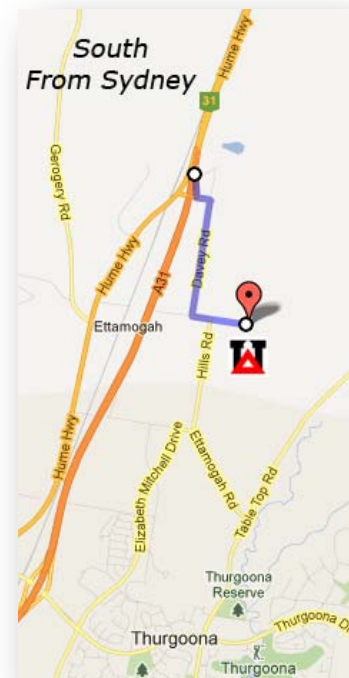 South
From Sydney
Hume Hwy
31
Gerogery Rd
Hume Hwy
Davey Rd
A31
Ettamogah
Hills Rd
Hume Hwy
Elizabeth Mitchell Drive
Ettamogah Rd
Table Top Rd
Thurgoona
Reserve
Thurgoona
Thurgoona D
Thurgoona